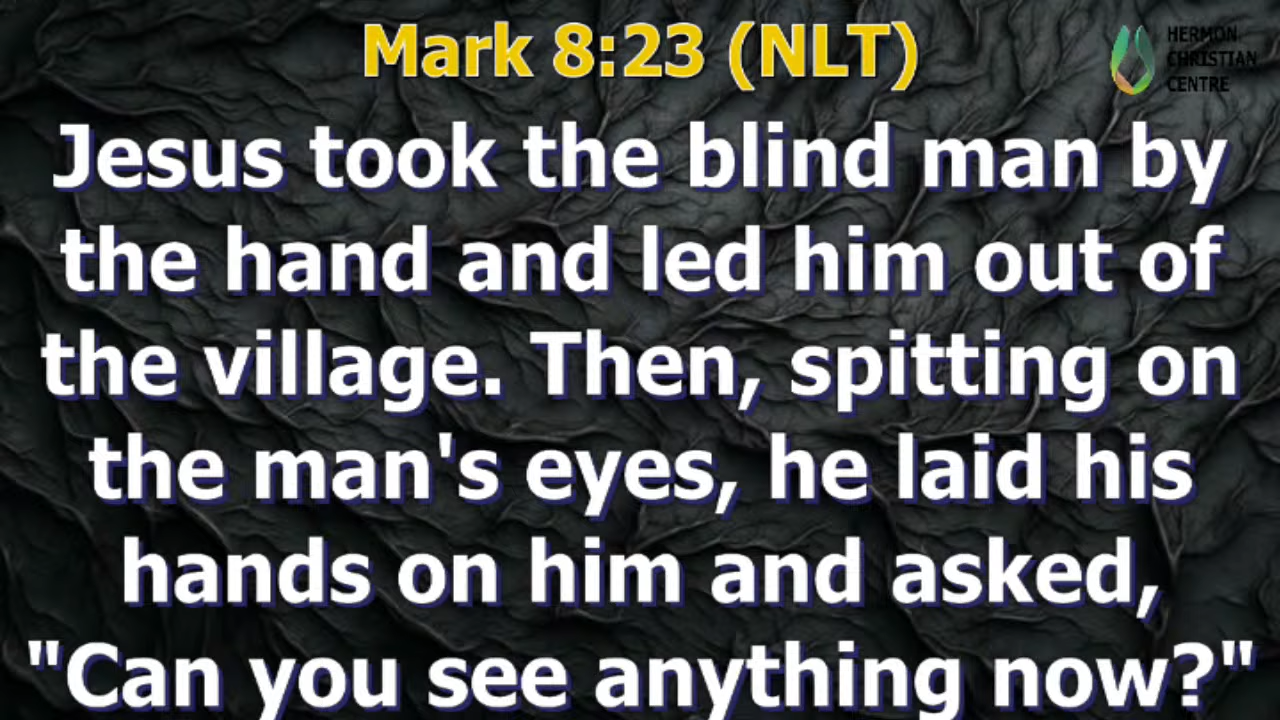 Mark 8:23 (NLT)
HERMON
CHRISTIAN
CENTRE
Jesus took the blind man by
the hand and led him out of
the village. Then, spitting on
the man's eyes, he laid his
hands on him and asked,
"Can you see anything now?"